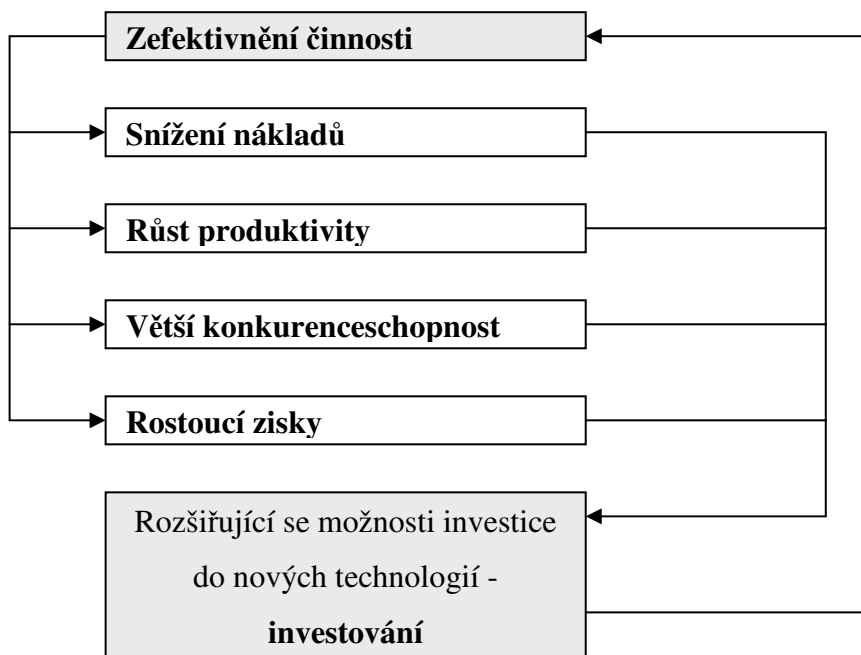 Zefektivnění činnosti
Snížení nákladů
Růst produktivity
Větší konkurenceschopnost
Rostoucí zisky
Rozšiřující se možnosti investice
do nových technologií -
investování